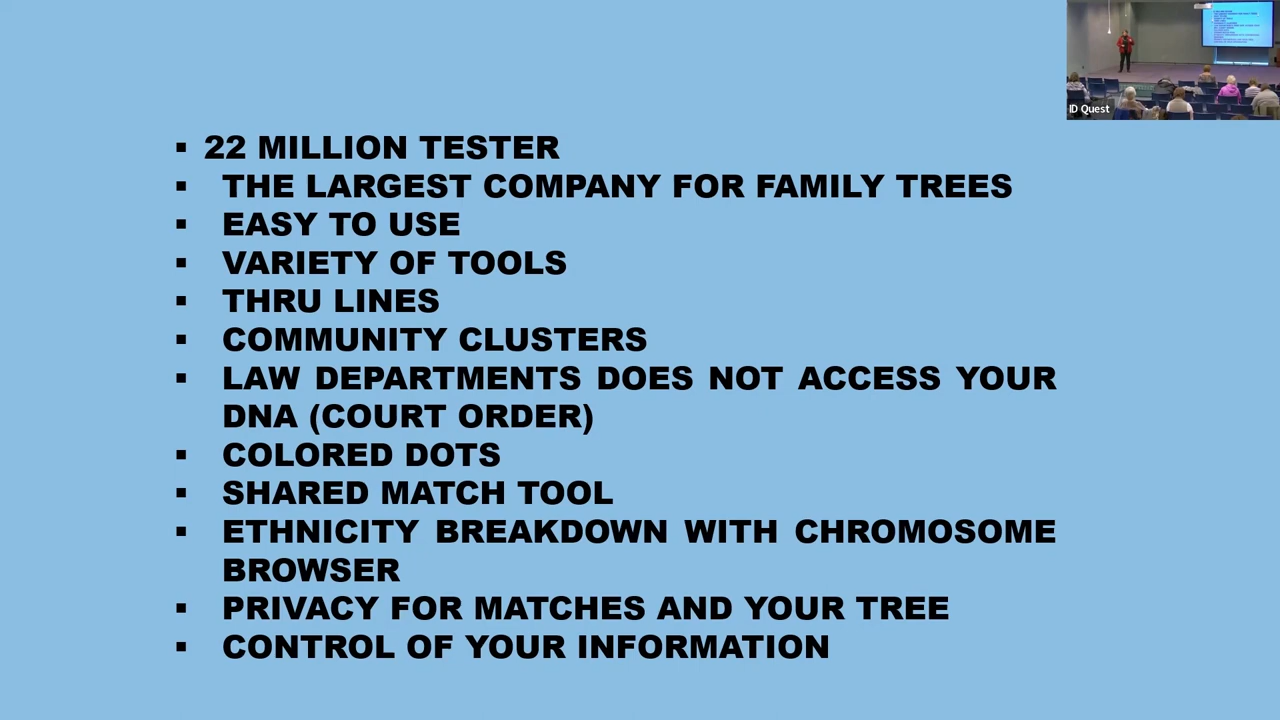 22 MILLION TESTER
THE LARGEST COMPANY FOR FAMILY TREES
EASY TO USE
VARIETY OF TOOLS
THRU LINES
COMMUNITY CLUSTERS
LAW DEPARTMENTS DOES NOT ACCESS YOUR
DNA (COURT ORDER)
COLORED DOTS
SHARED MATCH TOOL
ETHNICITY BREAKDOWN WITH CHROMOSOME
BROWSER
PRIVACY FOR MATCHES AND YOUR TREE
CONTROL OF YOUR INFORMATION
ID Quest